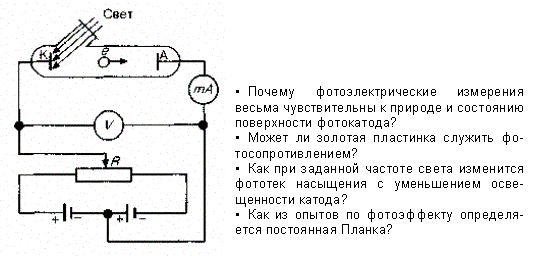 Свет
К
e
А
mA
V
R
+ − + −
• Почему фотоэлектрические измерения
весьма чувствительны к природе и состоянию
поверхности фотокатода?
• Может ли золотая пластинка служить фо-
тосопротивлением?
• Как при заданной частоте света изменится
фототек насыщения с уменьшением осве-
щенности катода?
• Как из опытов по фотоэффекту определя-
ется постоянная Планка?